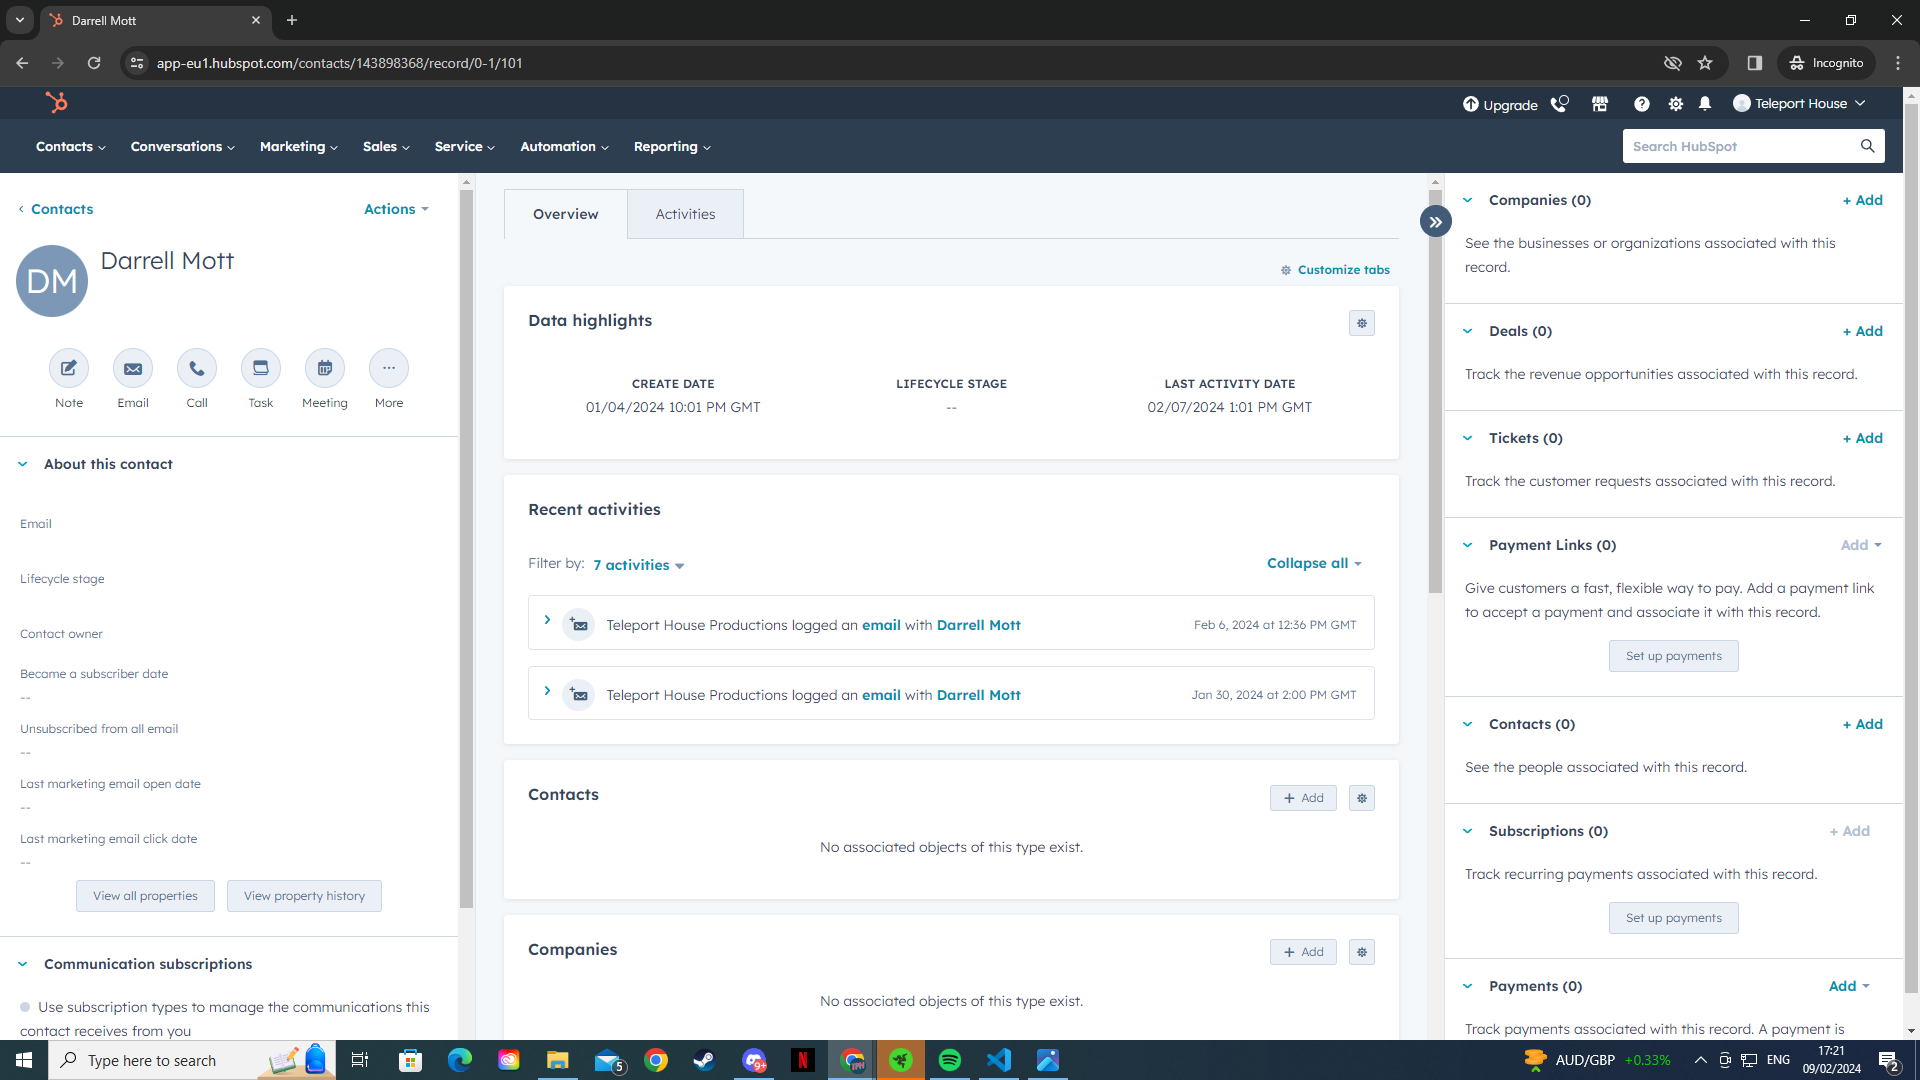 Darrell Mott
app-eu1.hubspot.com/contacts/143898368/record/0-1/101
Incognito
Upgrade
Teleport House
Contacts
Conversations
Marketing
Sales
Service
Automation
Reporting
Search HubSpot
Contacts
Actions
DM
Darrell Mott
Note
Email
Call
Task
Meeting
More
About this contact
Email
Lifecycle stage
Contact owner
Became a subscriber date
--
Unsubscribed from all email
--
Last marketing email open date
--
Last marketing email click date
--
View all properties
View property history
Communication subscriptions
Use subscription types to manage the communications this
contact receives from you
Overview
Activities
Customize tabs
Data highlights
CREATE DATE
01/04/2024 10:01 PM GMT
LIFECYCLE STAGE
--
LAST ACTIVITY DATE
02/07/2024 1:01 PM GMT
Recent activities
Filter by: 7 activities
Collapse all
Teleport House Productions logged an email with Darrell Mott
Feb 6, 2024 at 12:36 PM GMT
Teleport House Productions logged an email with Darrell Mott
Jan 30, 2024 at 2:00 PM GMT
Contacts
+ Add
No associated objects of this type exist.
Companies
+ Add
No associated objects of this type exist.
Companies (0)
+ Add
See the businesses or organizations associated with this
record.
Deals (0)
+ Add
Track the revenue opportunities associated with this record.
Tickets (0)
+ Add
Track the customer requests associated with this record.
Payment Links (0)
Add
Give customers a fast, flexible way to pay. Add a payment link
to accept a payment and associate it with this record.
Set up payments
Contacts (0)
+ Add
See the people associated with this record.
Subscriptions (0)
+ Add
Track recurring payments associated with this record.
Set up payments
Payments (0)
Add
Track payments associated with this record. A payment is
Type here to search
5
9+
AUD/GBP +0.33%
ENG
17:21
09/02/2024
2